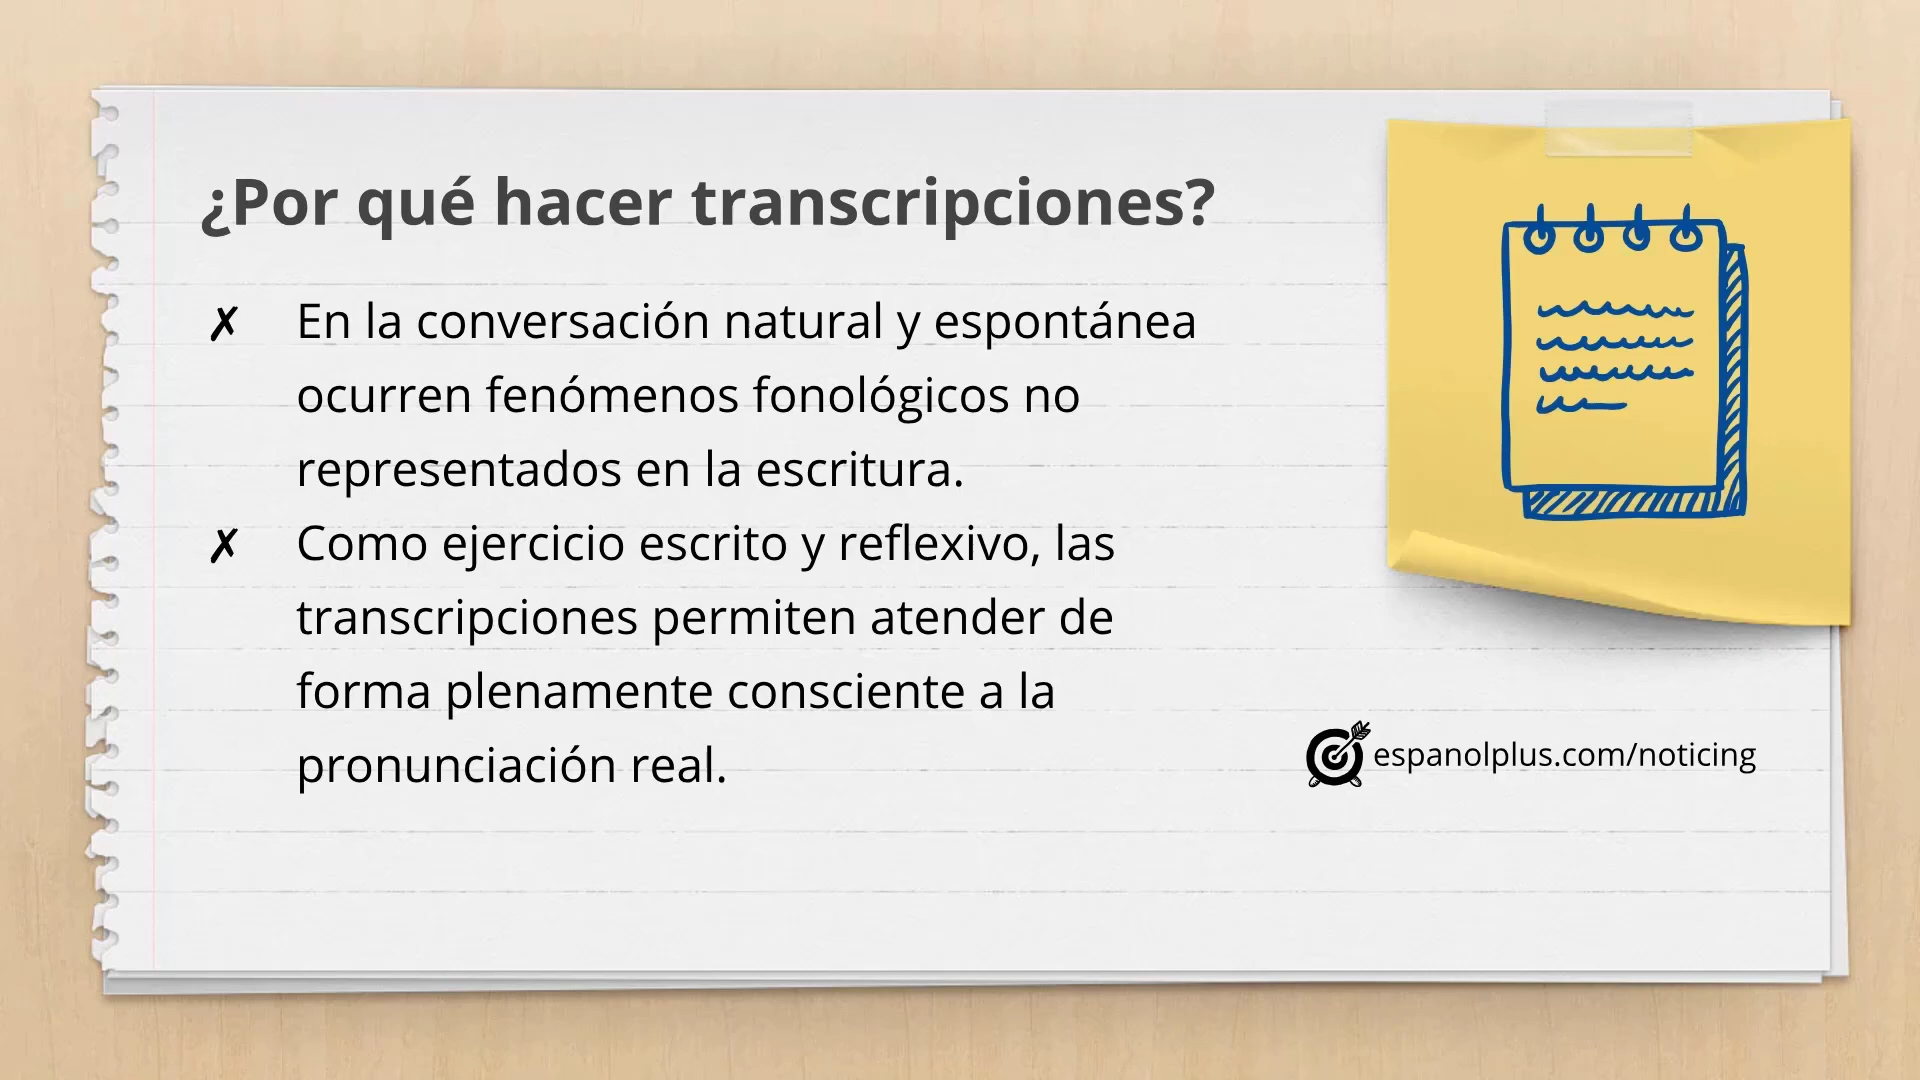 ¿Por qué hacer transcripciones?
✗ En la conversación natural y espontánea
ocurren fenómenos fonológicos no
representados en la escritura.
✗ Como ejercicio escrito y reflexivo, las
transcripciones permiten atender de
forma plenamente consciente a la
pronunciación real.
espanolplus.com/noticing